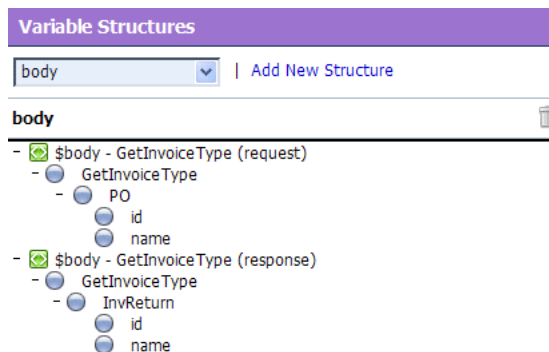 Variable Structures
body | Add New Structure
body
- $body - GetInvoiceType (request)
- GetInvoiceType
- PO
id
name
- $body - GetInvoiceType (response)
- GetInvoiceType
- InvReturn
id
name